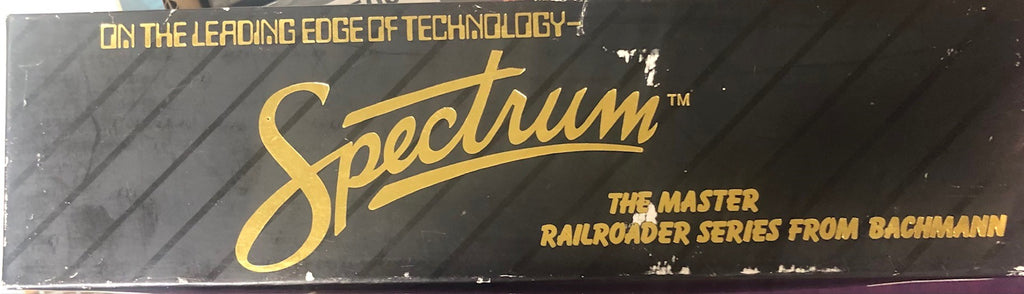 ON THE LEADING EDGE OF TECHNOLOGY-
Spectrum™
THE MASTER
RAILROADER SERIES FROM BACHMANN